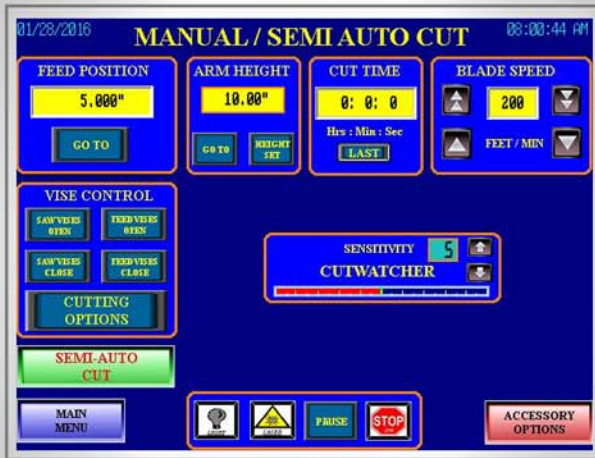 01/28/2016
MANUAL / SEMI AUTO CUT
08:00:44 AM
FEED POSITION
5.000"
GO TO
ARM HEIGHT
10.00"
GO TO
HEIGHT
SET
CUT TIME
0: 0: 0
Hrs : Min : Sec
LAST
BLADE SPEED
200
FEET / MIN
VISE CONTROL
SAW VISES
OPEN
FEED VISES
OPEN
SAW VISES
CLOSE
FEED VISES
CLOSE
CUTTING
OPTIONS
SENSITIVITY
5
CUTWATCHER
SEMI-AUTO
CUT
MAIN
MENU
LIGHT
LASER
PAUSE
STOP
ACCESSORY
OPTIONS